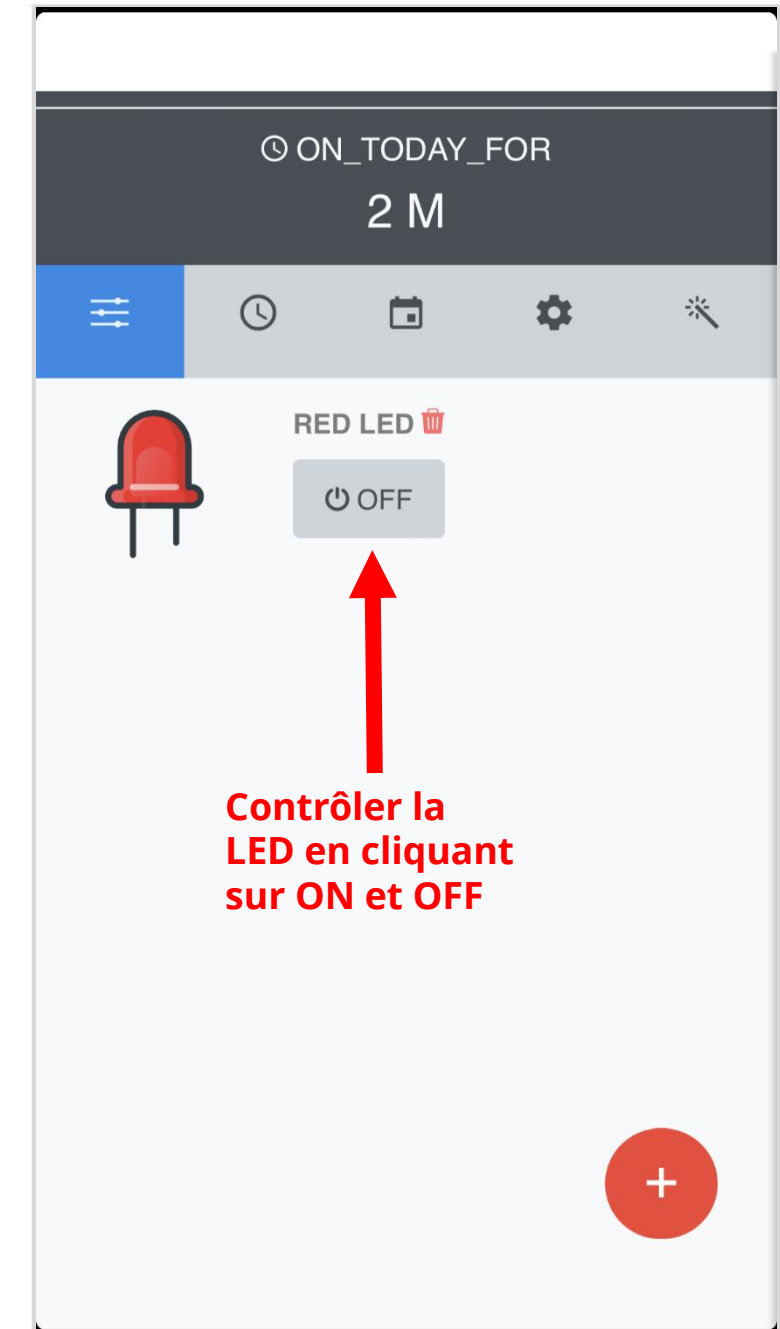 ON_TODAY_FOR
2 M
RED LED
OFF
Contrôler la
LED en cliquant
sur ON et OFF
+